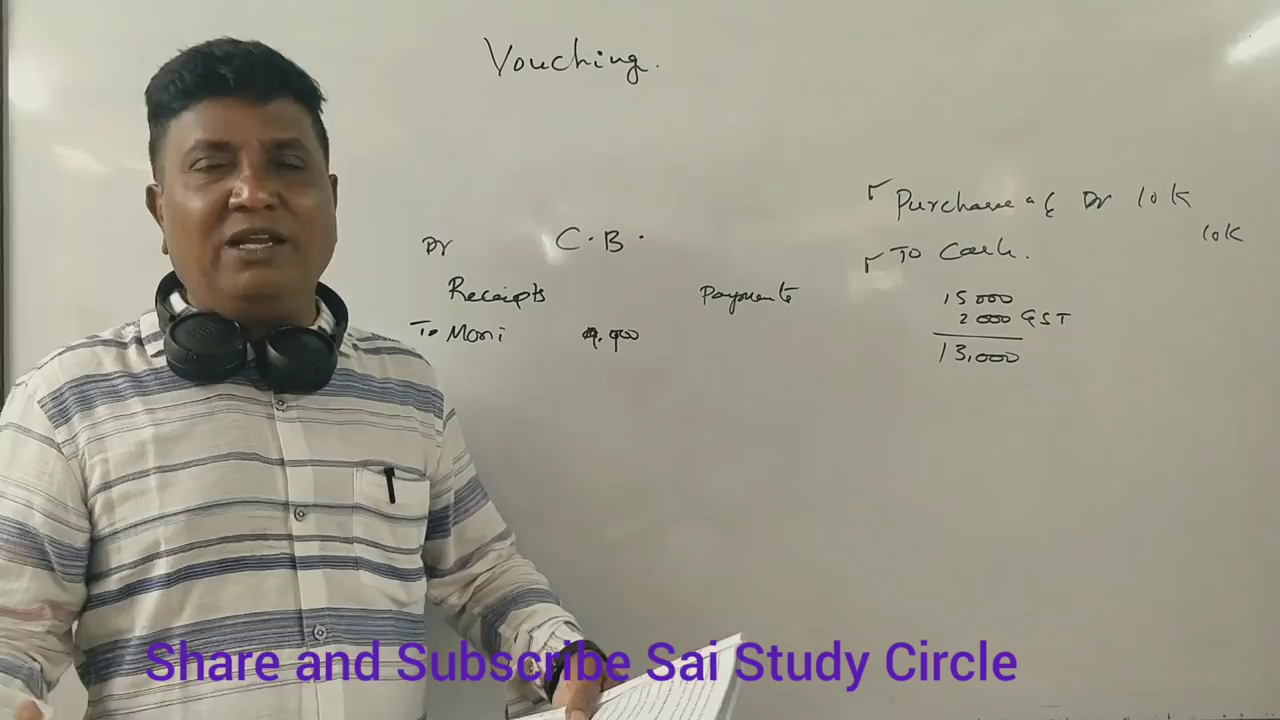 Vouching.
Dr C.B.
Receipts Payments
To Moni
Purchase a/c Dr 10k
To Cash. 10k
15000
2000 GST
13,000
Share and Subscribe Sai Study Circle